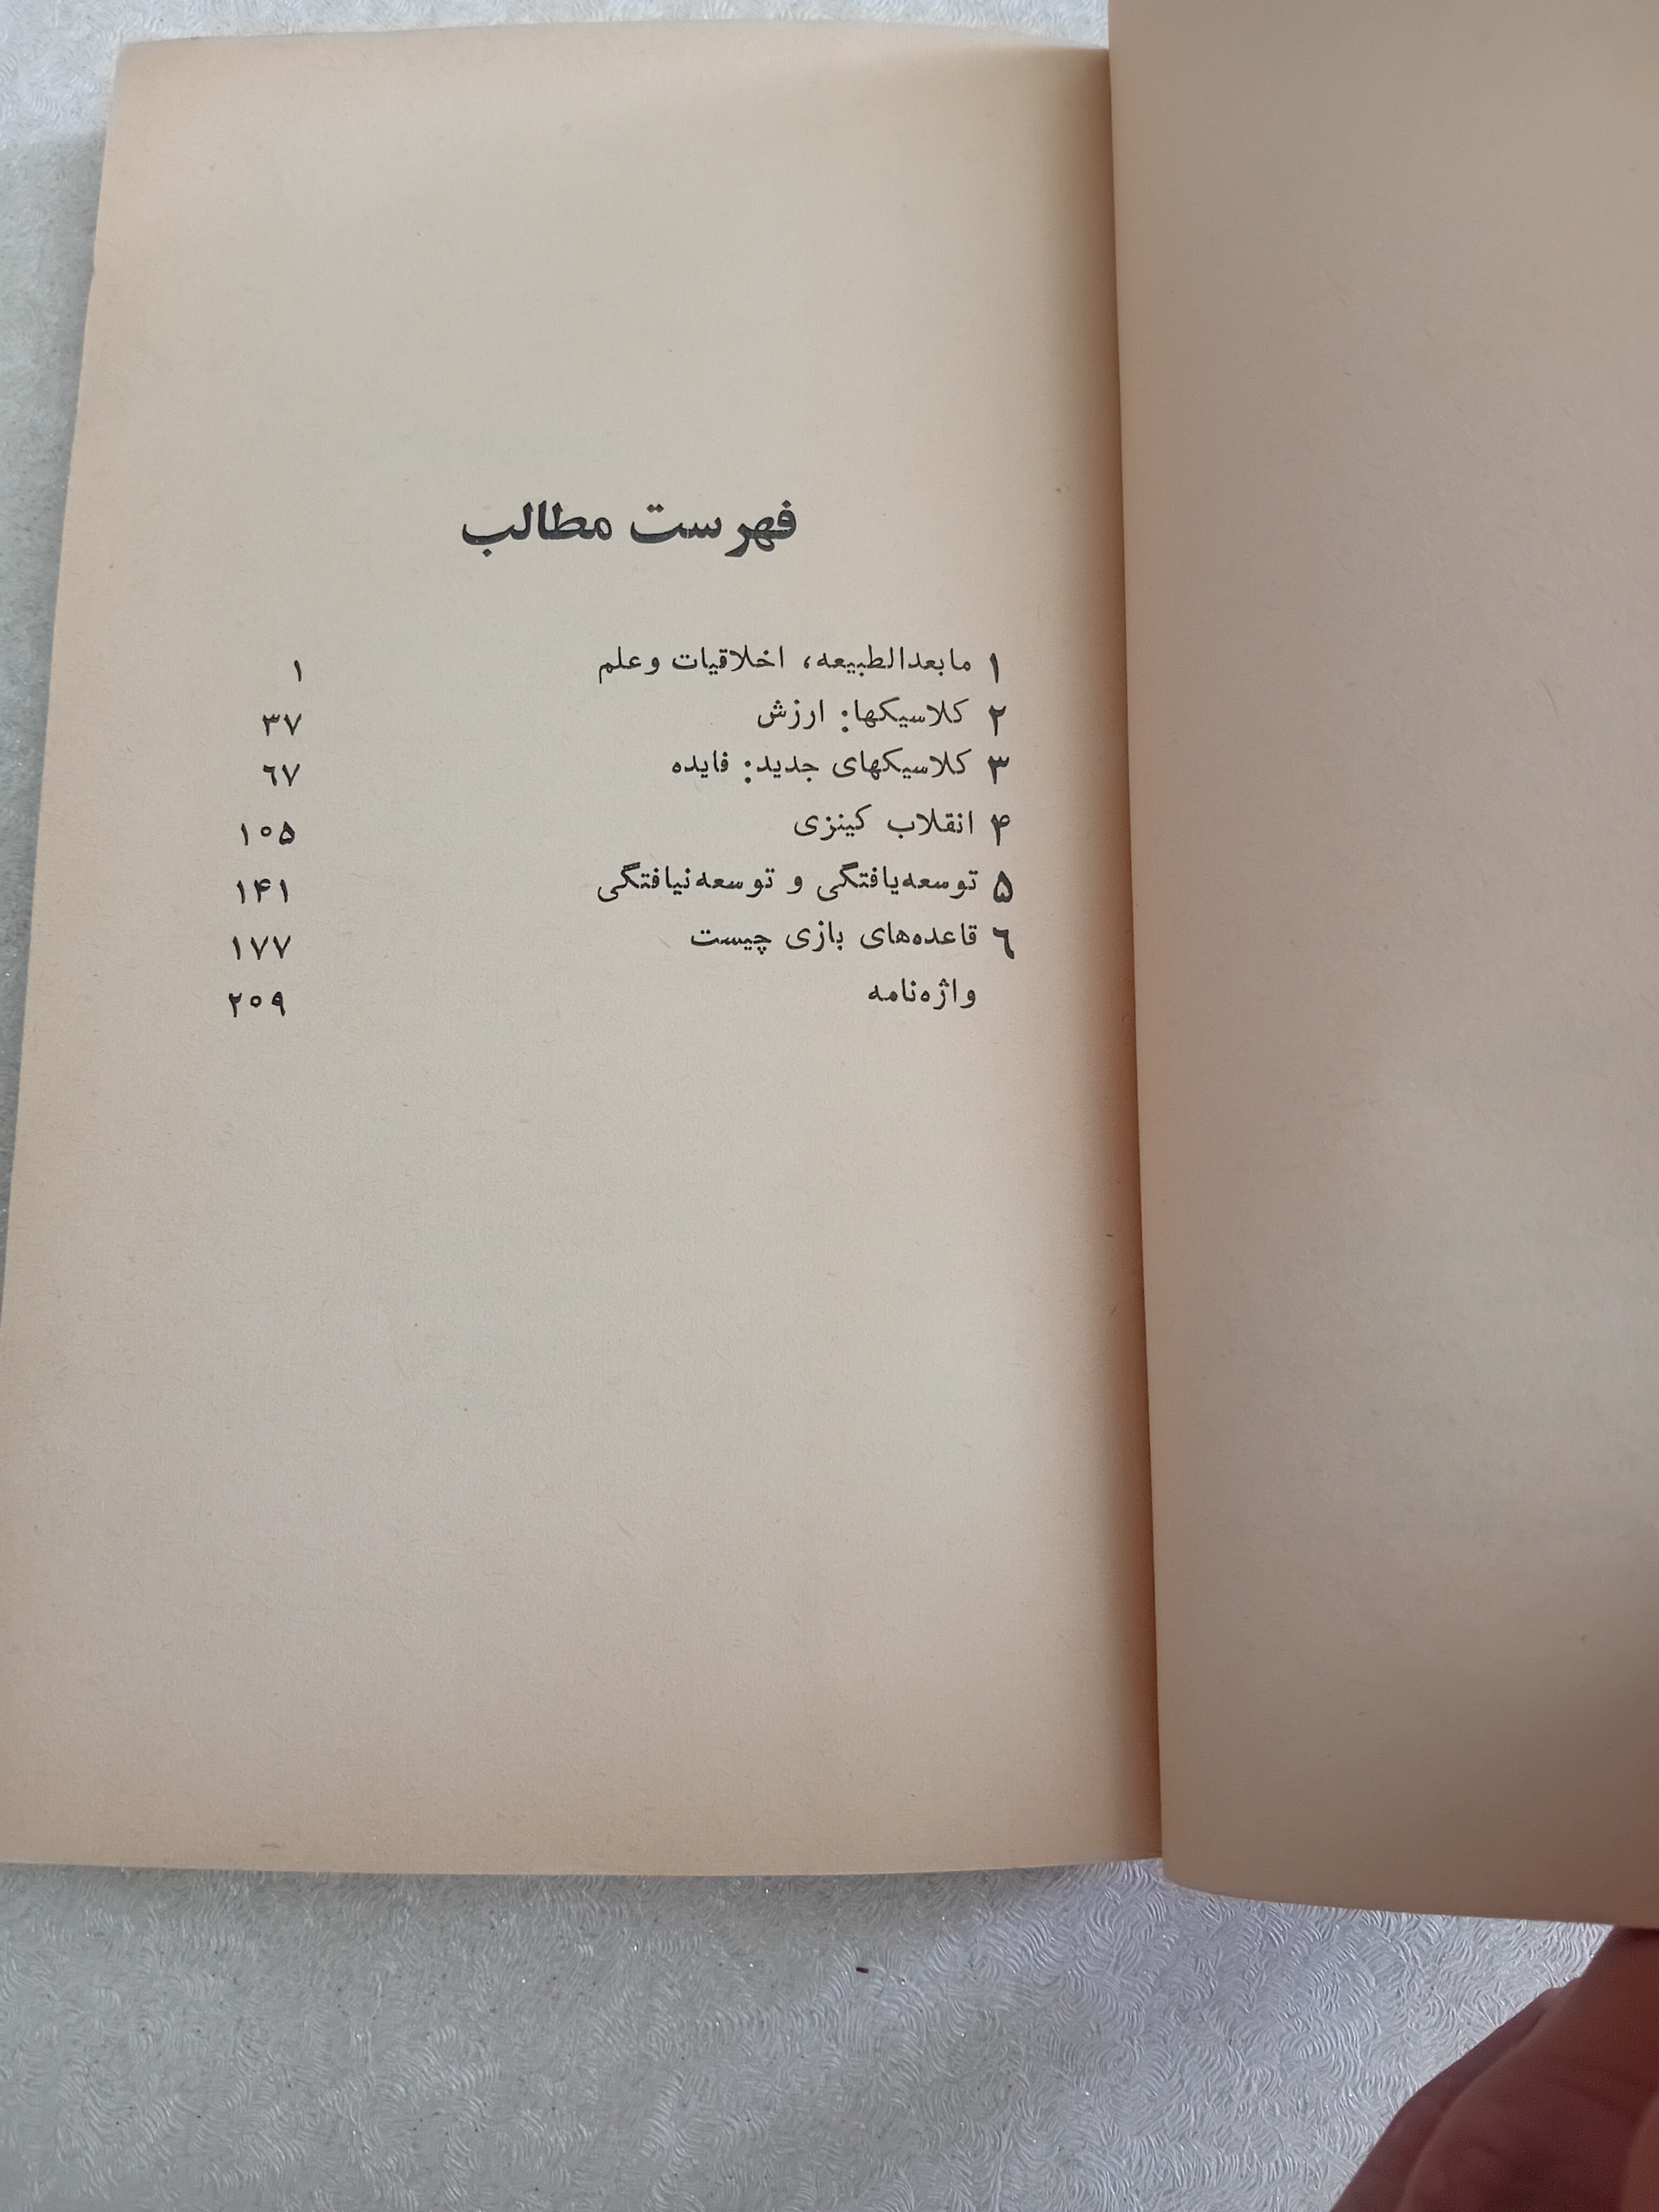 فهرست مطالب
۱ مابعدالطبیعه، اخلاقیات و علم ۱
۲ کلاسیکها: ارزش ۳۷
۳ کلاسیکهای جدید: فایده ۶۷
۴ انقلاب کینزی ۱۰۵
۵ توسعه‌یافتگی و توسعه‌نیافتگی ۱۴۱
۶ قاعده‌های بازی چیست ۱۷۷
واژه‌نامه ۲۰۹